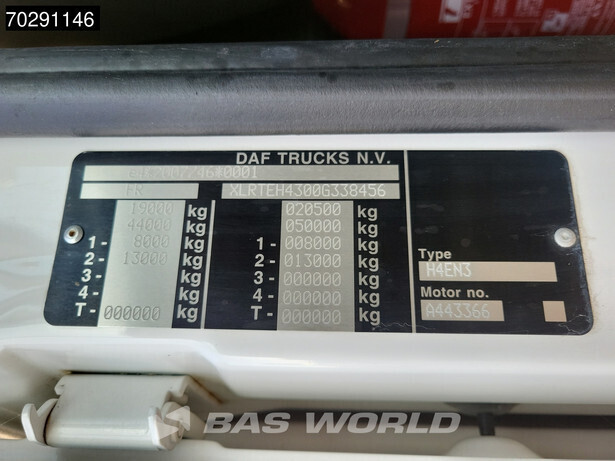 70291146
DAF TRUCKS N.V.
FR XLRTEH4300G338456
19000 kg 020500 kg
44000 kg 050000 kg
1- 8000 kg 1- 008000 kg
2- 13000 kg 2- 013000 kg
3- kg 3- 000000 kg
4- kg 4- 000000 kg
T- 000000 kg T- 000000 kg
Type
H4EN3
Motor no.
A443366
BAS WORLD